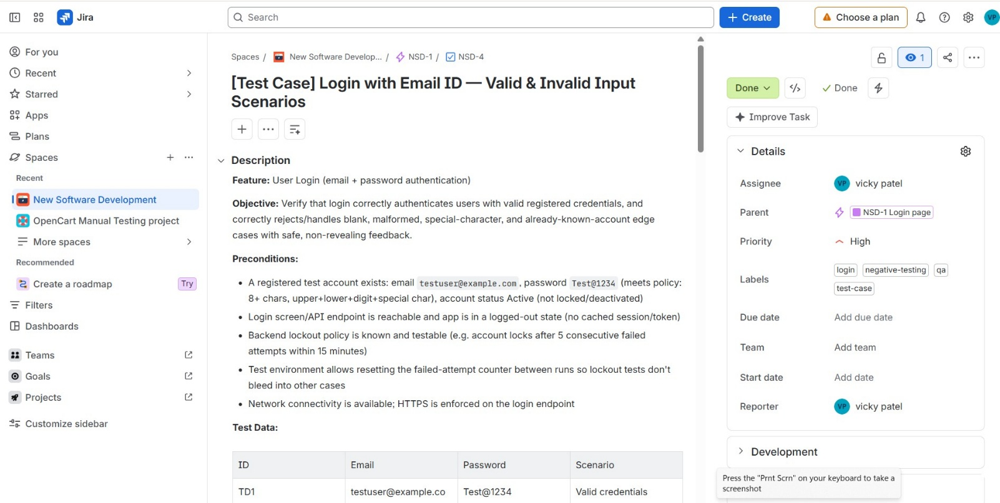 Jira
Search
+ Create
Choose a plan
VP
For you
Recent
Starred
Apps
Plans
Spaces
Recent
New Software Development
OpenCart Manual Testing project
More spaces
Recommended
Create a roadmap
Try
Filters
Dashboards
Teams
Goals
Projects
Customize sidebar
Spaces / New Software Develop... / NSD-1 / NSD-4
[Test Case] Login with Email ID — Valid & Invalid Input
Scenarios
Description
Feature: User Login (email + password authentication)
Objective: Verify that login correctly authenticates users with valid registered credentials, and
correctly rejects/handles blank, malformed, special-character, and already-known-account edge
cases with safe, non-revealing feedback.
Preconditions:
• A registered test account exists: email testuser@example.com, password Test@1234 (meets policy:
8+ chars, upper+lower+digit+special char), account status Active (not locked/deactivated)
• Login screen/API endpoint is reachable and app is in a logged-out state (no cached session/token)
• Backend lockout policy is known and testable (e.g. account locks after 5 consecutive failed
attempts within 15 minutes)
• Test environment allows resetting the failed-attempt counter between runs so lockout tests don't
bleed into other cases
• Network connectivity is available; HTTPS is enforced on the login endpoint
Test Data:
ID Email Password Scenario
TD1 testuser@example.co Test@1234 Valid credentials
1
Done
Done
Improve Task
Details
Assignee VP vicky patel
Parent NSD-1 Login page
Priority High
Labels login negative-testing qa
test-case
Due date Add due date
Team Add team
Start date Add date
Reporter VP vicky patel
Development
Press the "Prnt Scrn" on your keyboard to take a
screenshot